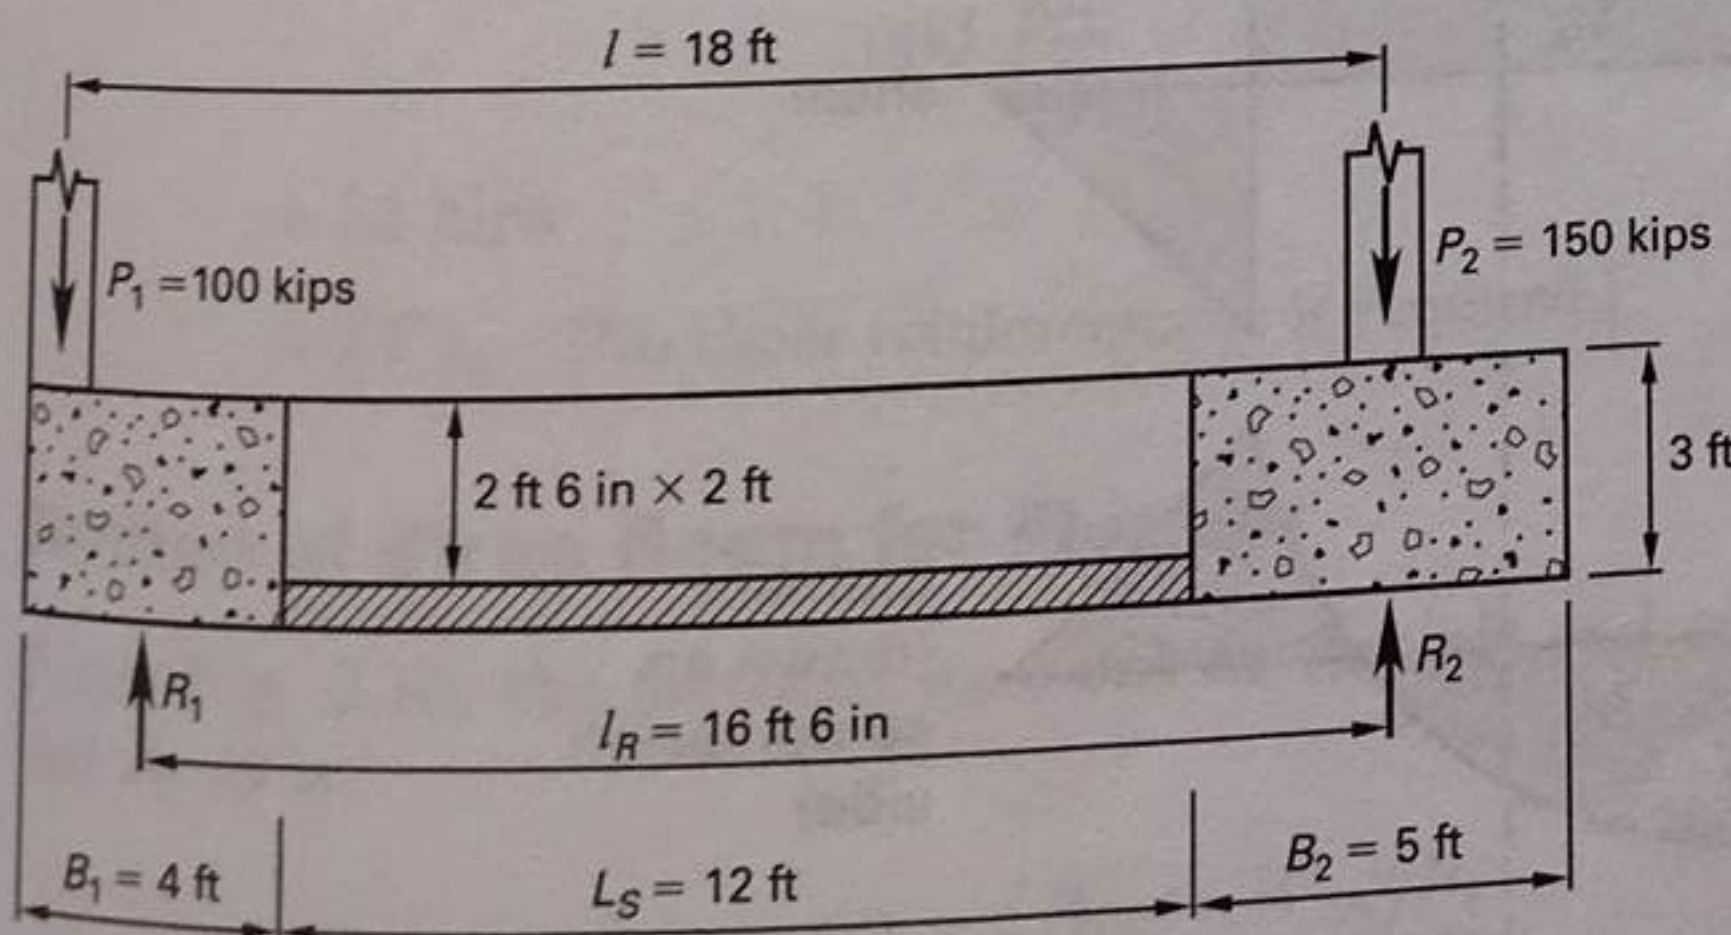 l = 18 ft
P₁ = 100 kips
P₂ = 150 kips
2 ft 6 in × 2 ft
3 ft
R₁
R₂
l_R = 16 ft 6 in
B₁ = 4 ft
L_S = 12 ft
B₂ = 5 ft